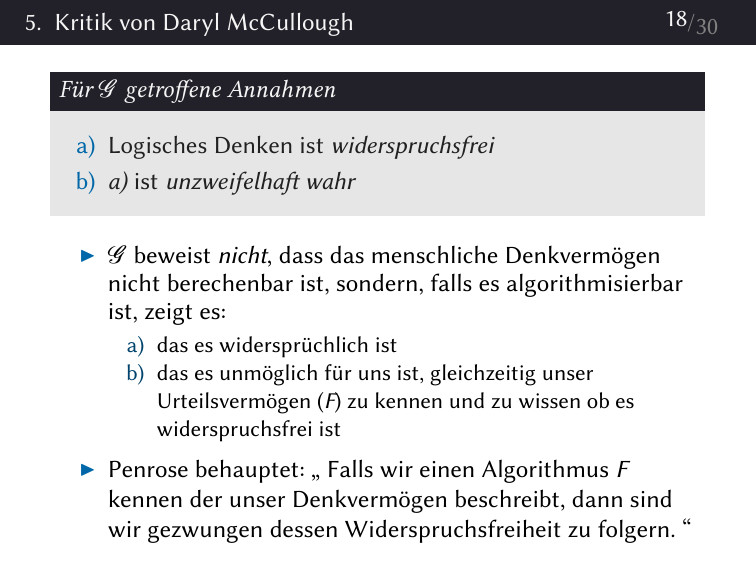 5. Kritik von Daryl McCullough 18/30
Für 𝒢 getroffene Annahmen
a) Logisches Denken ist widerspruchsfrei
b) a) ist unzweifelhaft wahr
▶ 𝒢 beweist nicht, dass das menschliche Denkvermögen
nicht berechenbar ist, sondern, falls es algorithmisierbar
ist, zeigt es:
a) das es widersprüchlich ist
b) das es unmöglich für uns ist, gleichzeitig unser
Urteilsvermögen (F) zu kennen und zu wissen ob es
widerspruchsfrei ist
▶ Penrose behauptet: „ Falls wir einen Algorithmus F
kennen der unser Denkvermögen beschreibt, dann sind
wir gezwungen dessen Widerspruchsfreiheit zu folgern. “